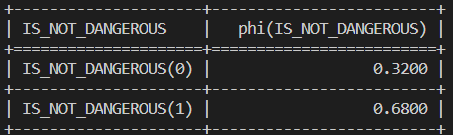 +---------------------+-------------------------+
| IS_NOT_DANGEROUS | phi(IS_NOT_DANGEROUS) |
+=====================+=========================+
| IS_NOT_DANGEROUS(0) | 0.3200 |
+---------------------+-------------------------+
| IS_NOT_DANGEROUS(1) | 0.6800 |
+---------------------+-------------------------+